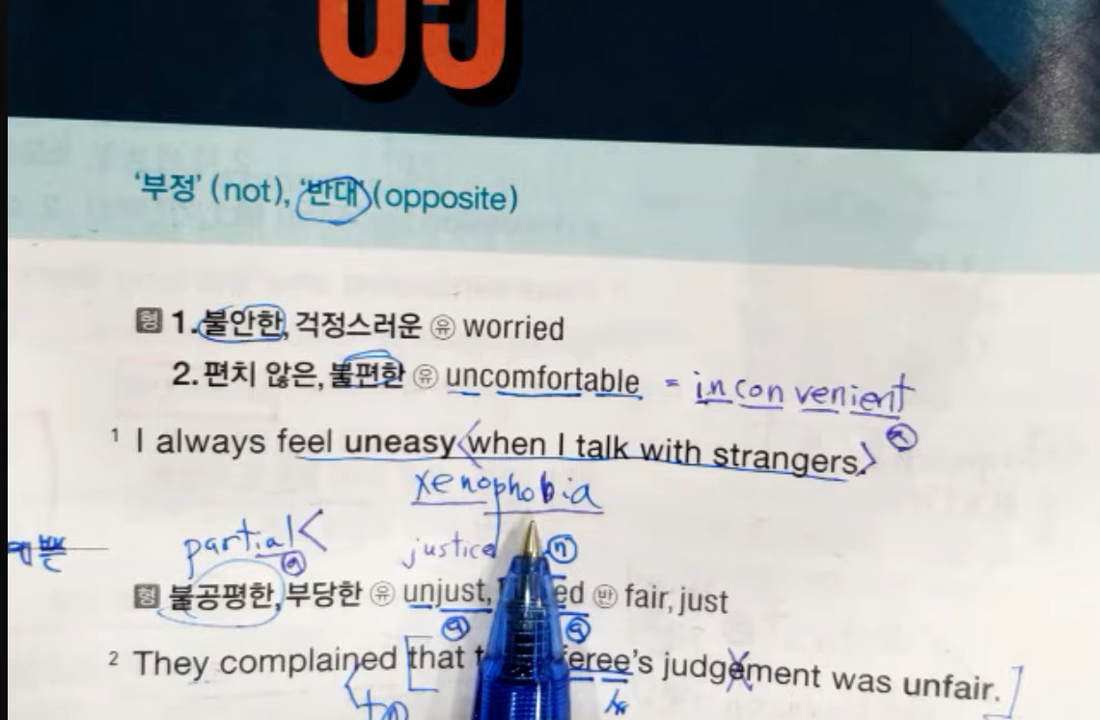 '부정' (not), '반대' (opposite)
형 1. 불안한, 걱정스러운 유 worried
2. 편치 않은, 불편한 유 uncomfortable = inconvenient
a
1 I always feel uneasy <when I talk with strangers>
xenophobia
partial <
a
justice n
형 불공평한, 부당한 유 unjust, 반 fair, just
a a
2 They complained [that judgement was unfair.]